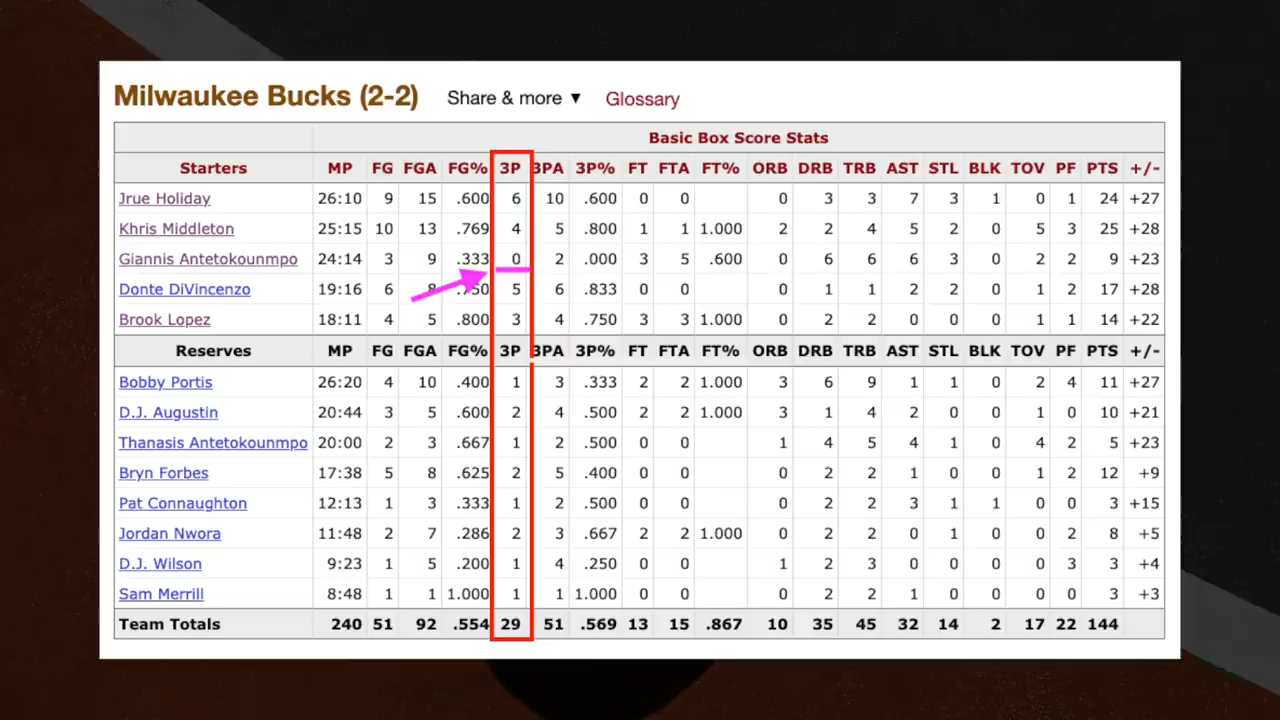 Milwaukee Bucks (2-2) Share & more ▼ Glossary
Basic Box Score Stats
Starters MP FG FGA FG% 3P 3PA 3P% FT FTA FT% ORB DRB TRB AST STL BLK TOV PF PTS +/-
Jrue Holiday 26:10 9 15 .600 6 10 .600 0 0 0 3 3 7 3 1 0 1 24 +27
Khris Middleton 25:15 10 13 .769 4 5 .800 1 1 1.000 2 2 4 5 2 0 5 3 25 +28
Giannis Antetokounmpo 24:14 3 9 .333 0 2 .000 3 5 .600 0 6 6 6 3 0 2 2 9 +23
Donte DiVincenzo 19:16 6 8 .750 5 6 .833 0 0 0 1 1 2 2 0 1 2 17 +28
Brook Lopez 18:11 4 5 .800 3 4 .750 3 3 1.000 0 2 2 0 0 0 1 1 14 +22
Reserves MP FG FGA FG% 3P 3PA 3P% FT FTA FT% ORB DRB TRB AST STL BLK TOV PF PTS +/-
Bobby Portis 26:20 4 10 .400 1 3 .333 2 2 1.000 3 6 9 1 1 0 2 4 11 +27
D.J. Augustin 20:44 3 5 .600 2 4 .500 2 2 1.000 3 1 4 2 0 0 1 0 10 +21
Thanasis Antetokounmpo 20:00 2 3 .667 1 2 .500 0 0 1 4 5 4 1 0 4 2 5 +23
Bryn Forbes 17:38 5 8 .625 2 5 .400 0 0 0 2 2 1 0 0 1 2 12 +9
Pat Connaughton 12:13 1 3 .333 1 2 .500 0 0 0 2 2 3 1 1 0 0 3 +15
Jordan Nwora 11:48 2 7 .286 2 3 .667 2 2 1.000 0 2 2 0 1 0 0 2 8 +5
D.J. Wilson 9:23 1 5 .200 1 4 .250 0 0 1 2 3 0 0 0 0 3 3 +4
Sam Merrill 8:48 1 1 1.000 1 1 1.000 0 0 0 2 2 1 0 0 0 0 3 +3
Team Totals 240 51 92 .554 29 51 .569 13 15 .867 10 35 45 32 14 2 17 22 144